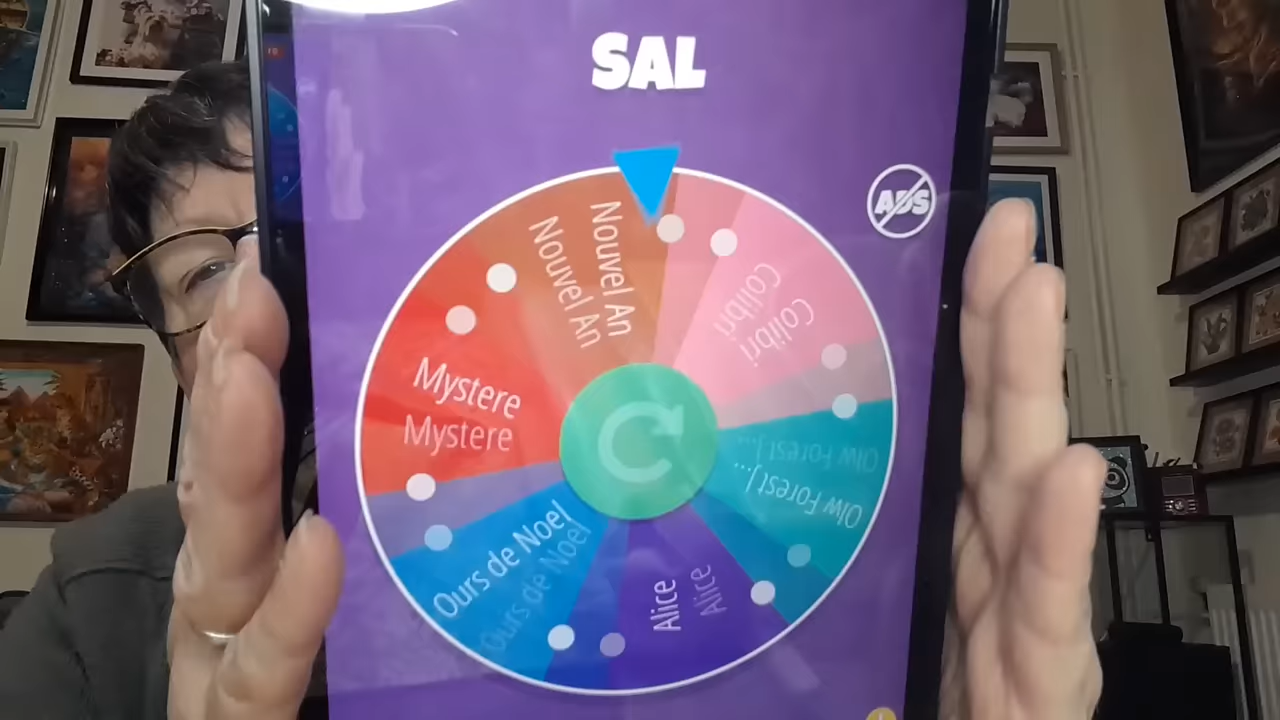 SAL
ADS
Nouvel An
Nouvel An
Colibri
Colibri
Mystere
Mystere
Olw Forest J...
Olw Forest J...
Ours de Noel
Ours de Noel
Alice
Alice